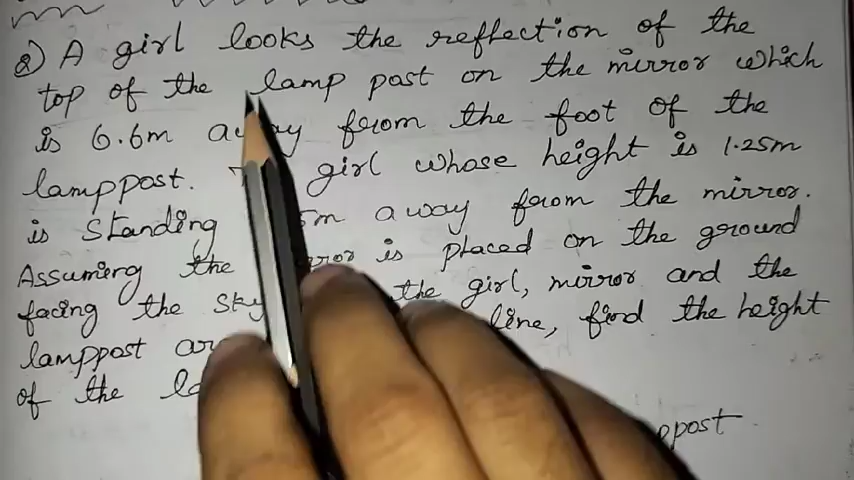 2) A girl looks the reflection of the
top of the lamp post on the mirror which
is 6.6m away from the foot of the
lamppost. girl whose height is 1.25m
is standing 5m away from the mirror.
Assuming the is placed on the ground
facing the sky the girl, mirror and the
lamppost line, find the height
of the